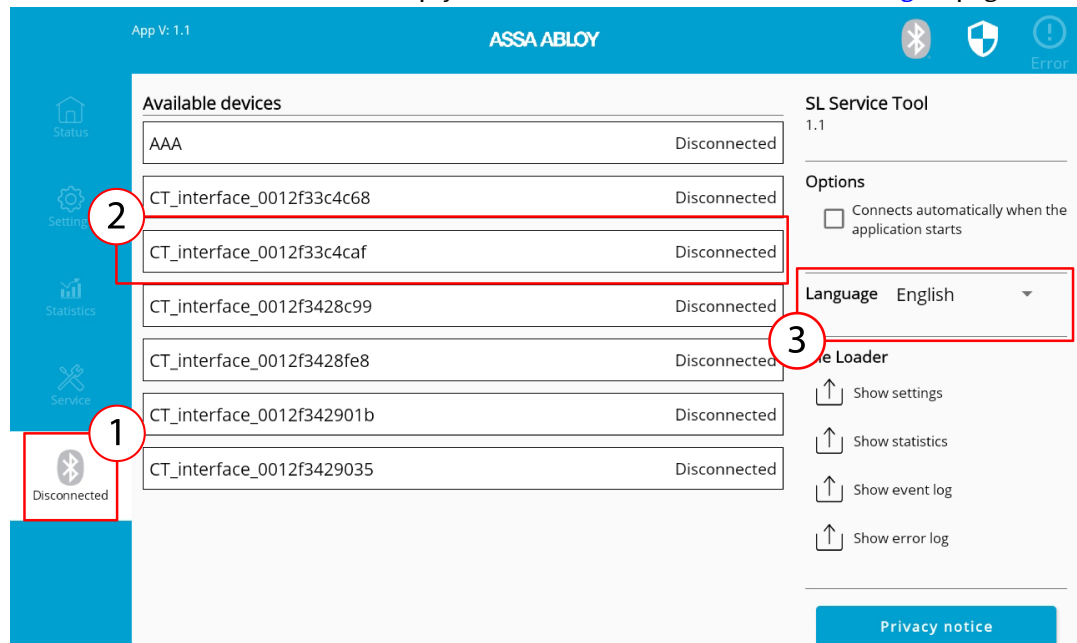 App V: 1.1
ASSA ABLOY
Error
Status
Settings
Statistics
Service
Disconnected
1
2
3
Available devices
AAA Disconnected
CT_interface_0012f33c4c68 Disconnected
CT_interface_0012f33c4caf Disconnected
CT_interface_0012f3428c99 Disconnected
CT_interface_0012f3428fe8 Disconnected
CT_interface_0012f342901b Disconnected
CT_interface_0012f3429035 Disconnected
SL Service Tool
1.1
Options
Connects automatically when the
application starts
Language English
Loader
Show settings
Show statistics
Show event log
Show error log
Privacy notice